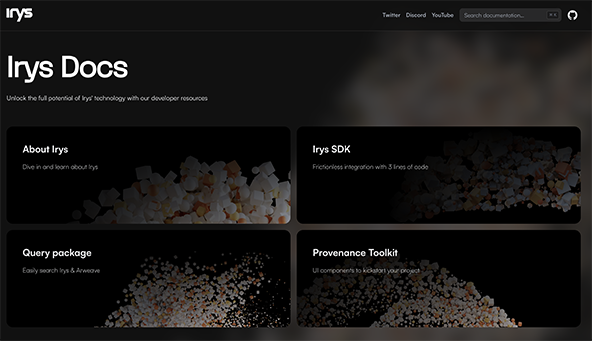 Irys
Twitter Discord YouTube Search documentation... ⌘ K
Irys Docs
Unlock the full potential of Irys' technology with our developer resources
About Irys
Dive in and learn about Irys
Irys SDK
Frictionless integration with 3 lines of code
Query package
Easily search Irys & Arweave
Provenance Toolkit
UI components to kickstart your project